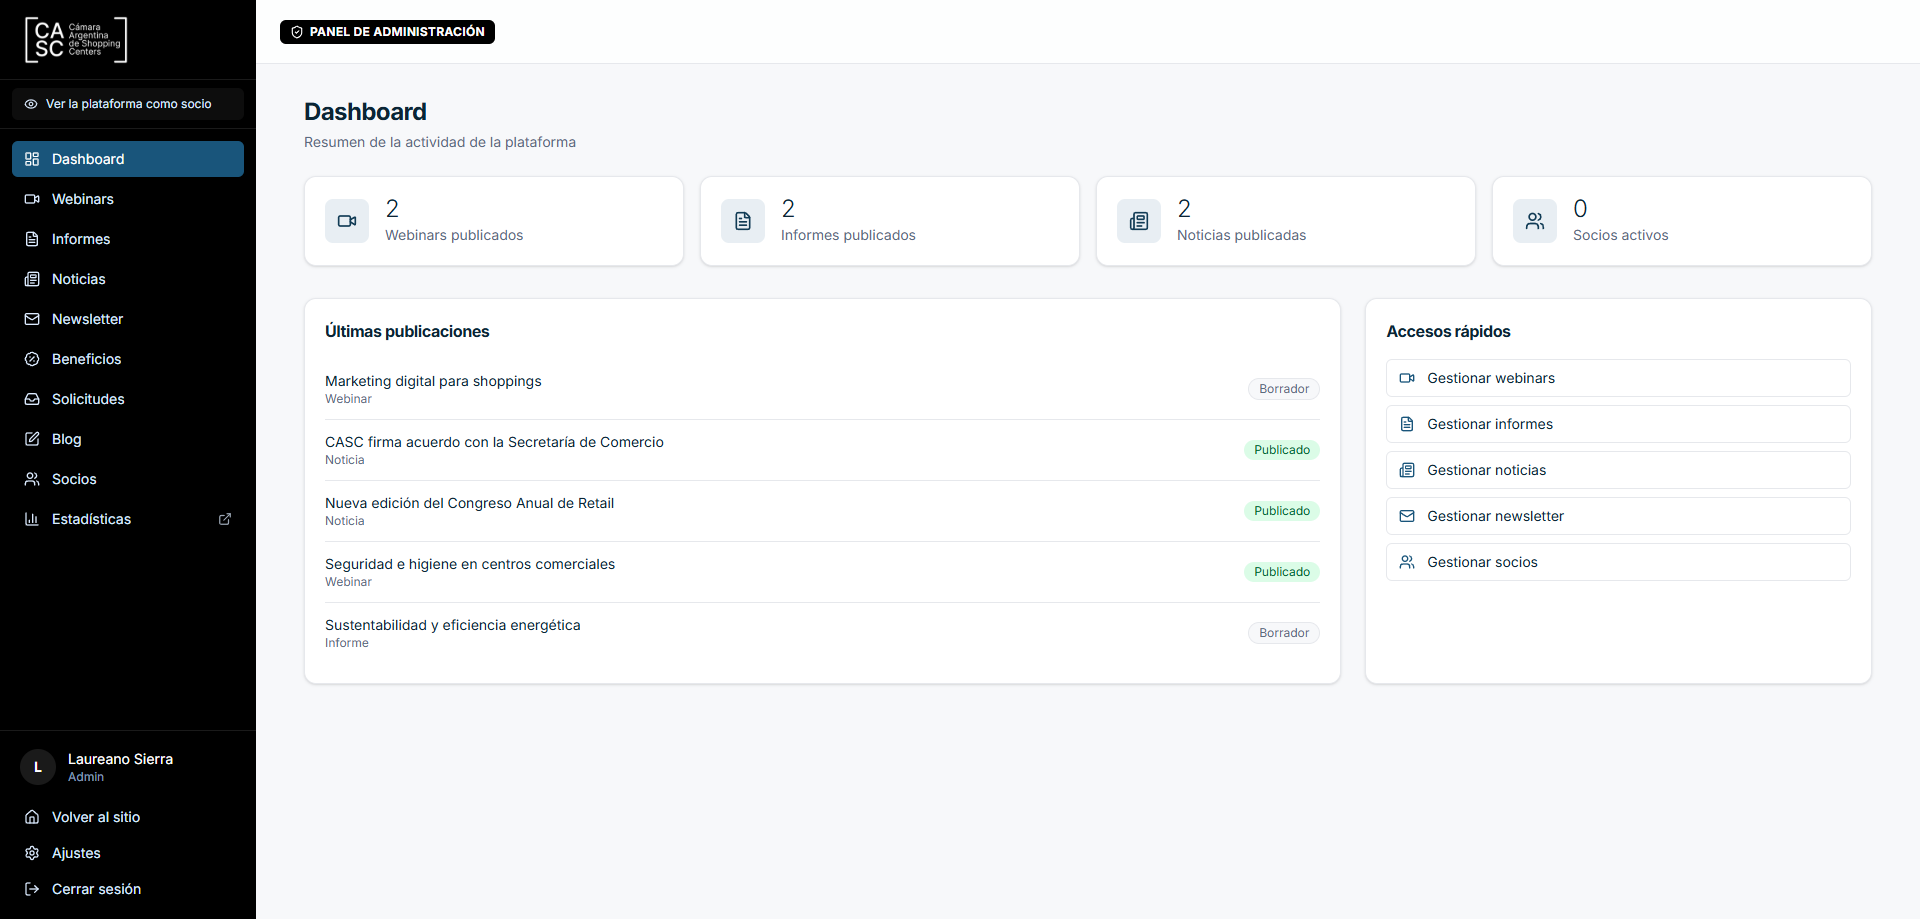 CA
SC
Cámara
Argentina
de Shopping
Centers
Ver la plataforma como socio
Dashboard
Webinars
Informes
Noticias
Newsletter
Beneficios
Solicitudes
Blog
Socios
Estadísticas
L
Laureano Sierra
Admin
Volver al sitio
Ajustes
Cerrar sesión
PANEL DE ADMINISTRACIÓN
Dashboard
Resumen de la actividad de la plataforma
2
Webinars publicados
2
Informes publicados
2
Noticias publicadas
0
Socios activos
Últimas publicaciones
Marketing digital para shoppings
Webinar
Borrador
CASC firma acuerdo con la Secretaría de Comercio
Noticia
Publicado
Nueva edición del Congreso Anual de Retail
Noticia
Publicado
Seguridad e higiene en centros comerciales
Webinar
Publicado
Sustentabilidad y eficiencia energética
Informe
Borrador
Accesos rápidos
Gestionar webinars
Gestionar informes
Gestionar noticias
Gestionar newsletter
Gestionar socios